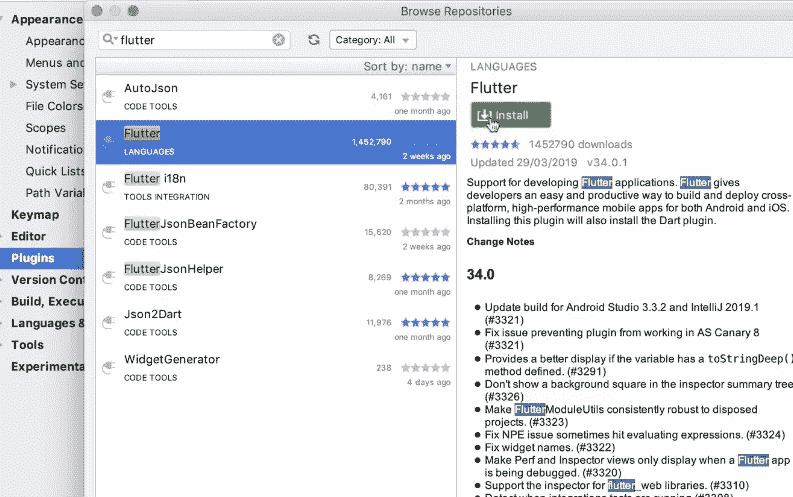 Browse Repositories
Appearance
Appearanc
Menus and
System Se
File Colors
Scopes
Notificatio
Quick Lists
Path Varial
Keymap
Editor
Plugins
Version Cont
Build, Execu
Languages &
Tools
Experimenta
flutter
Category: All
Sort by: name
AutoJson
4,161
CODE TOOLS
one month ago
Flutter
1,452,790
LANGUAGES
2 weeks ago
Flutter i18n
80,391
TOOLS INTEGRATION
2 months ago
FlutterJsonBeanFactory
15,620
CODE TOOLS
2 weeks ago
FlutterJsonHelper
8,269
CODE TOOLS
one month ago
Json2Dart
11,976
CODE TOOLS
one month ago
WidgetGenerator
238
CODE TOOLS
4 days ago
LANGUAGES
Flutter
Install
1452790 downloads
Updated 29/03/2019 v34.0.1
Support for developing Flutter applications. Flutter gives
developers an easy and productive way to build and deploy cross-
platform, high-performance mobile apps for both Android and iOS.
Installing this plugin will also install the Dart plugin.
Change Notes
34.0
Update build for Android Studio 3.3.2 and IntelliJ 2019.1
(#3321)
Fix issue preventing plugin from working in AS Canary 8
(#3321)
Provides a better display if the variable has a toStringDeep()
method defined. (#3291)
Don't show a background square in the inspector summary tree
(#3326)
Make FlutterModuleUtils consistently robust to disposed
projects. (#3323)
Fix NPE issue sometimes hit evaluating expressions. (#3324)
Fix widget names. (#3322)
Make Perf and Inspector views only display when a Flutter app
is being debugged. (#3320)
Support the inspector for flutter_web libraries. (#3310)